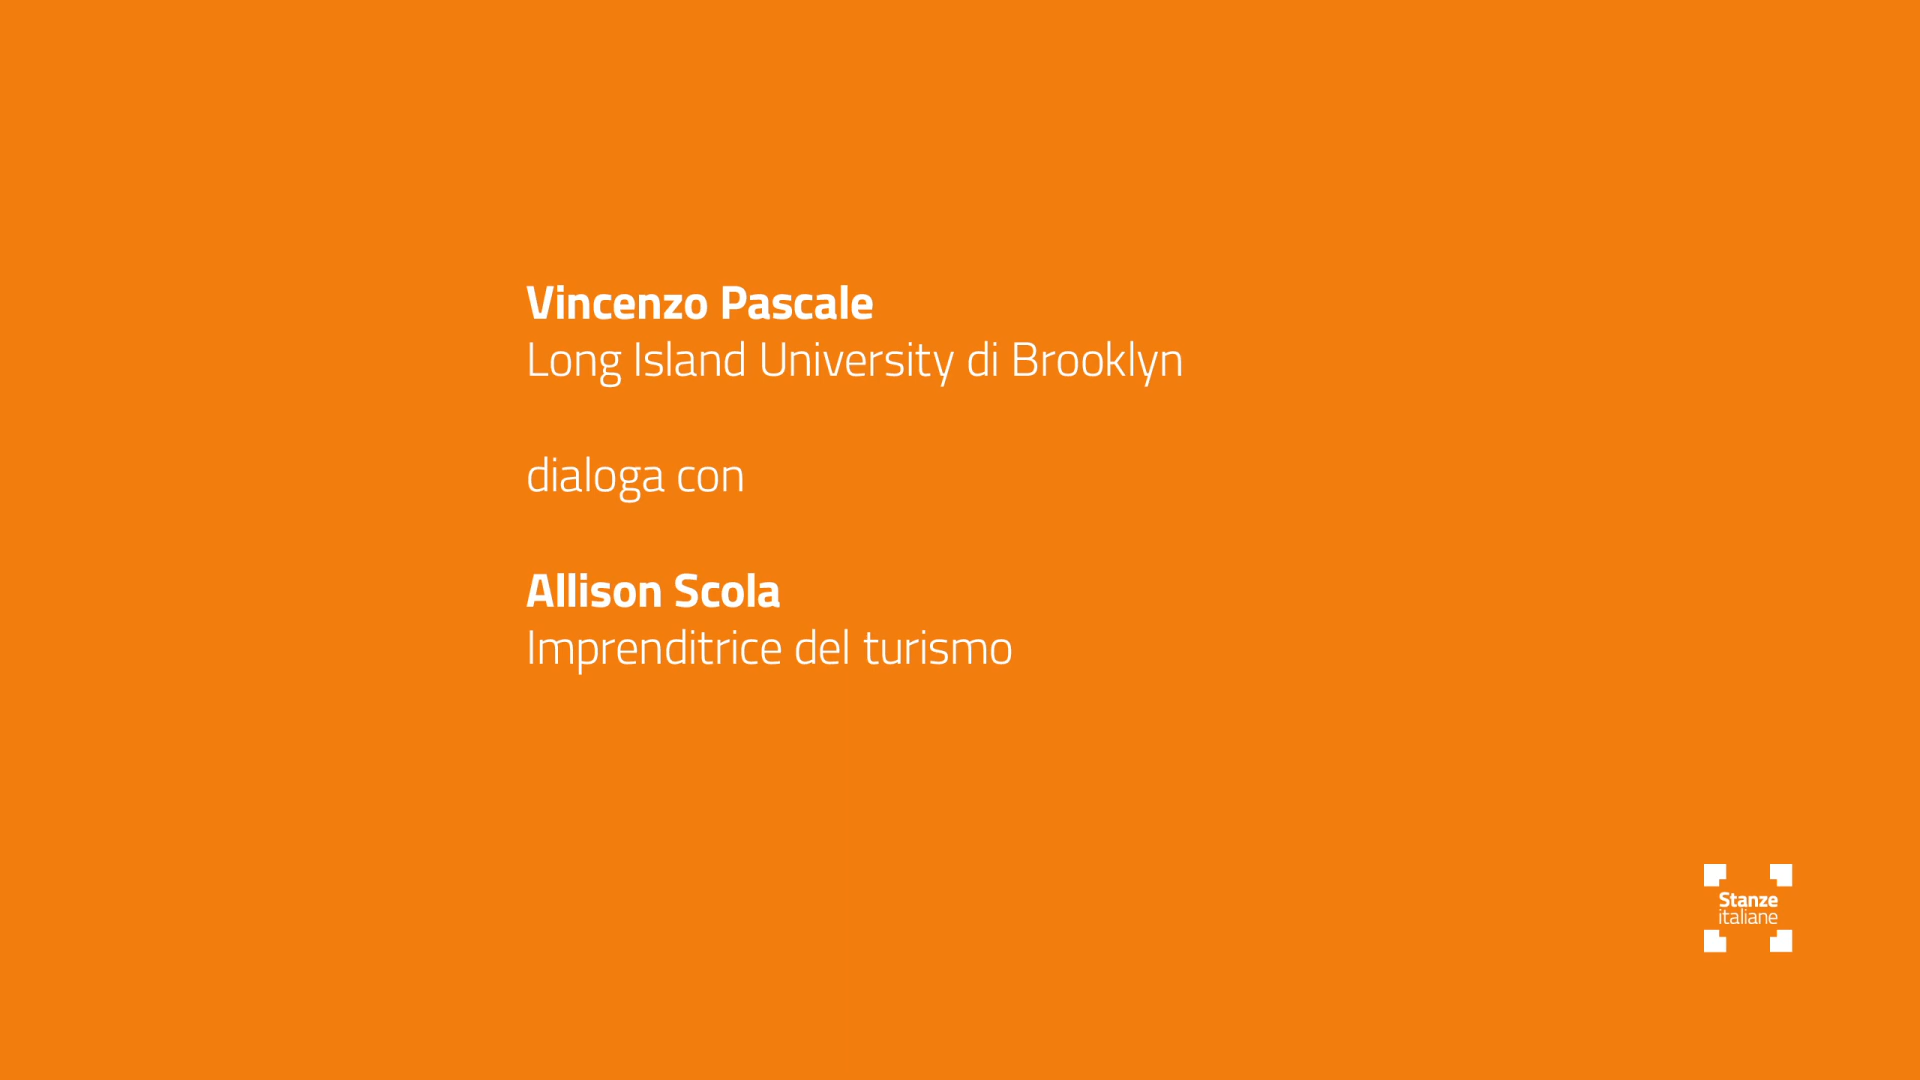 Vincenzo Pascale
Long Island University di Brooklyn
dialoga con
Allison Scola
Imprenditrice del turismo
Stanze
italiane